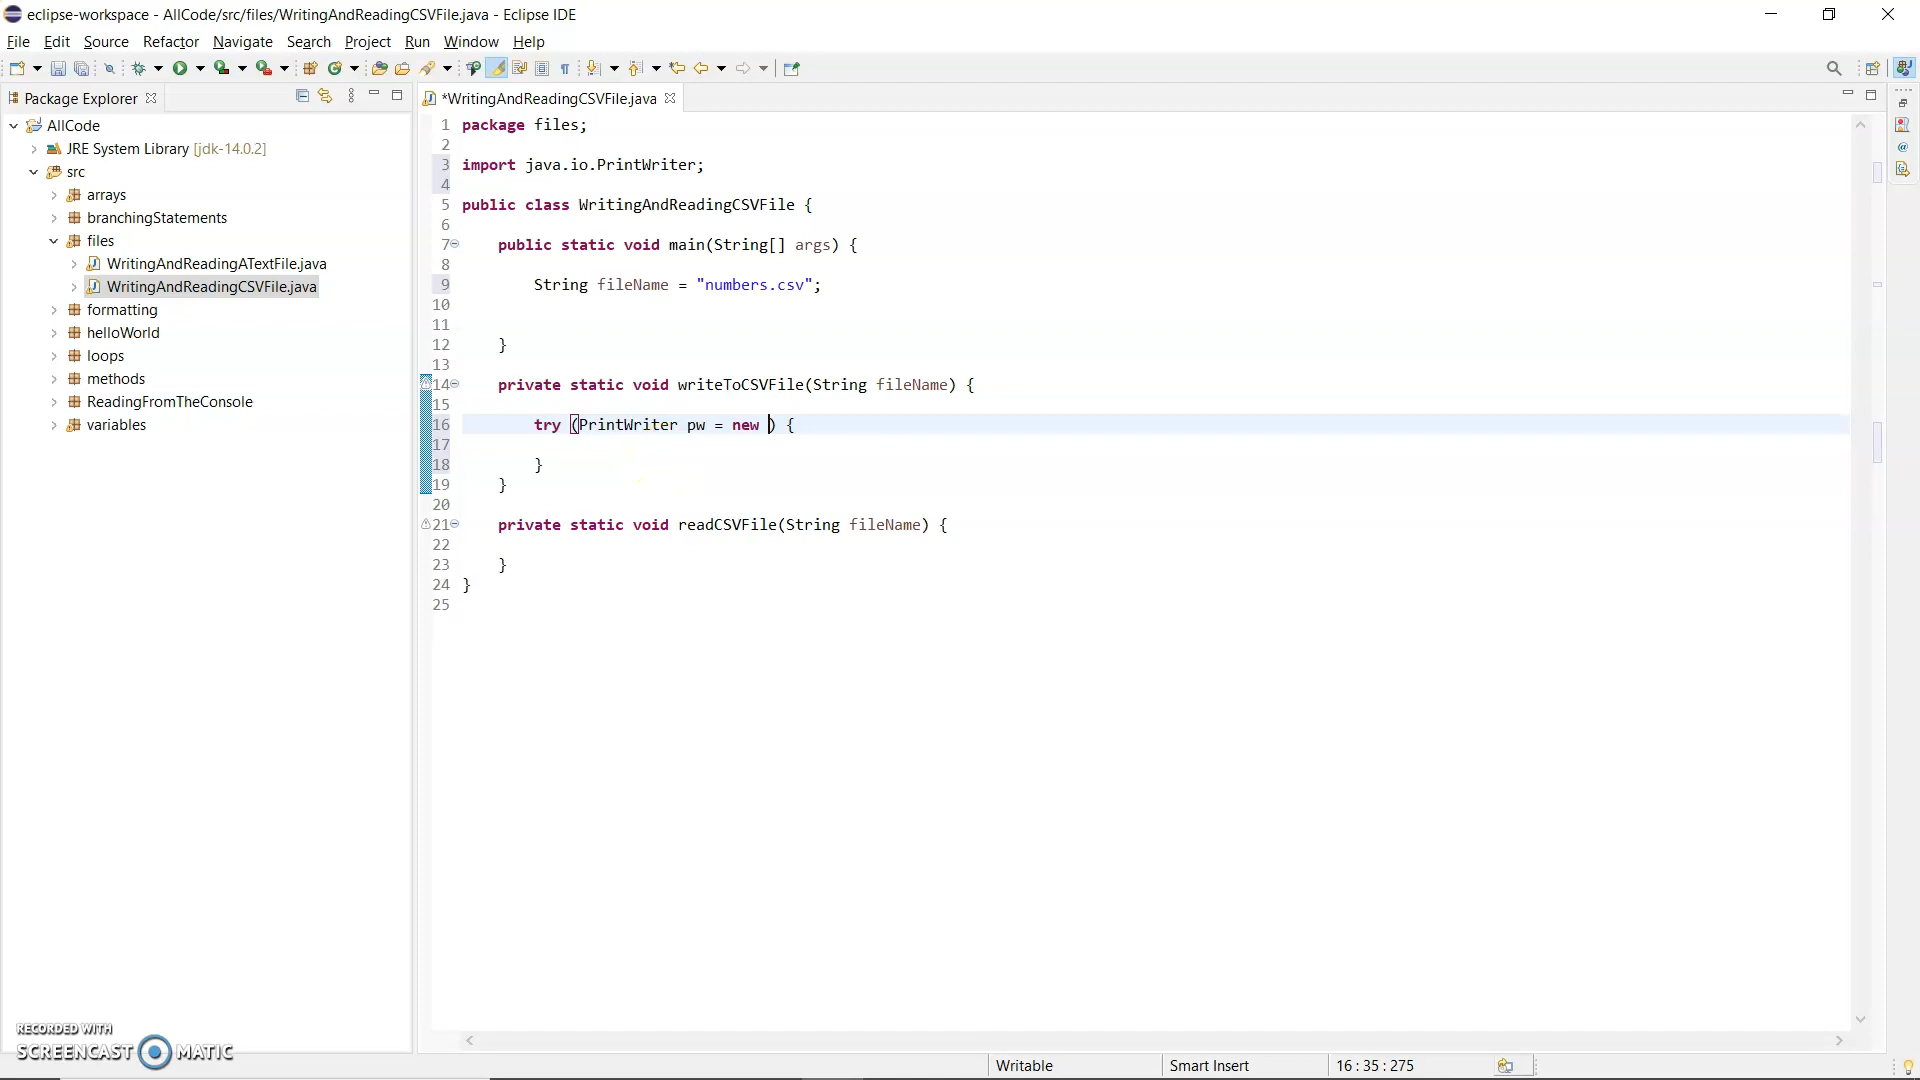 eclipse-workspace - AllCode/src/files/WritingAndReadingCSVFile.java - Eclipse IDE
File Edit Source Refactor Navigate Search Project Run Window Help
Package Explorer
*WritingAndReadingCSVFile.java
AllCode
JRE System Library [jdk-14.0.2]
src
arrays
branchingStatements
files
WritingAndReadingATextFile.java
WritingAndReadingCSVFile.java
formatting
helloWorld
loops
methods
ReadingFromTheConsole
variables
1 package files;
2
3 import java.io.PrintWriter;
4
5 public class WritingAndReadingCSVFile {
6
7 public static void main(String[] args) {
8
9 String fileName = "numbers.csv";
10
11
12 }
13
14 private static void writeToCSVFile(String fileName) {
15
16 try (PrintWriter pw = new ) {
17
18 }
19 }
20
21 private static void readCSVFile(String fileName) {
22
23 }
24 }
25
RECORDED WITH
SCREENCAST MATIC
Writable Smart Insert 16 : 35 : 275